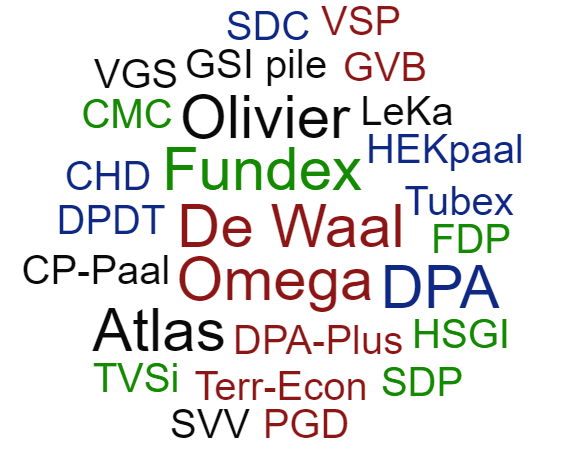 SDC VSP
VGS GSI pile GVB
CMC Olivier LeKa
CHD Fundex HEKpaal
DPDT De Waal Tubex
FDP
CP-Paal Omega DPA
Atlas DPA-Plus HSGI
TVSi Terr-Econ SDP
SVV PGD